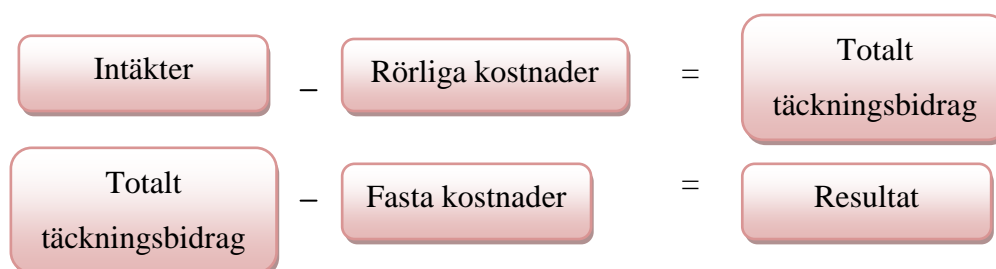 Intäkter – Rörliga kostnader = Totalt
täckningsbidrag
Totalt
täckningsbidrag – Fasta kostnader = Resultat